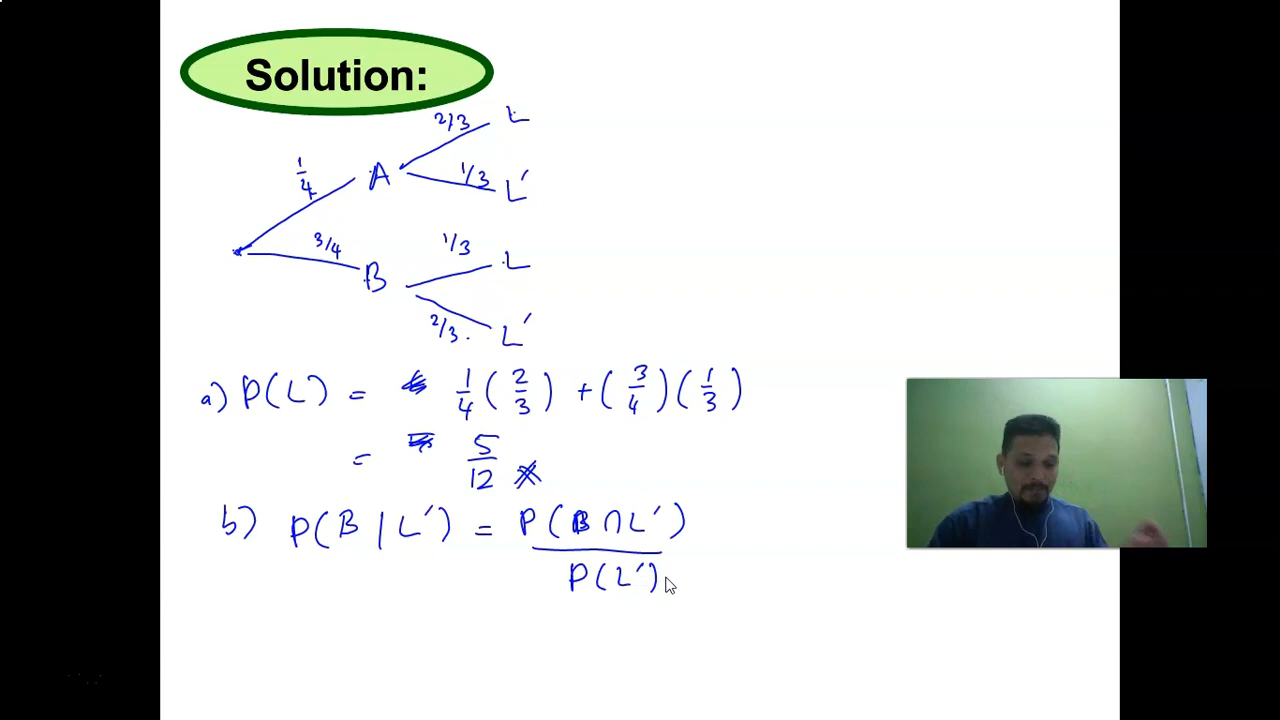 Solution:
2/3 L
1/4 A 1/3 L'
3/4 B 1/3 L
2/3 L'
a) P(L) = 1/4 (2/3) + (3/4)(1/3)
= 5/12
b) P(B | L') = P(B ∩ L')
P(L')